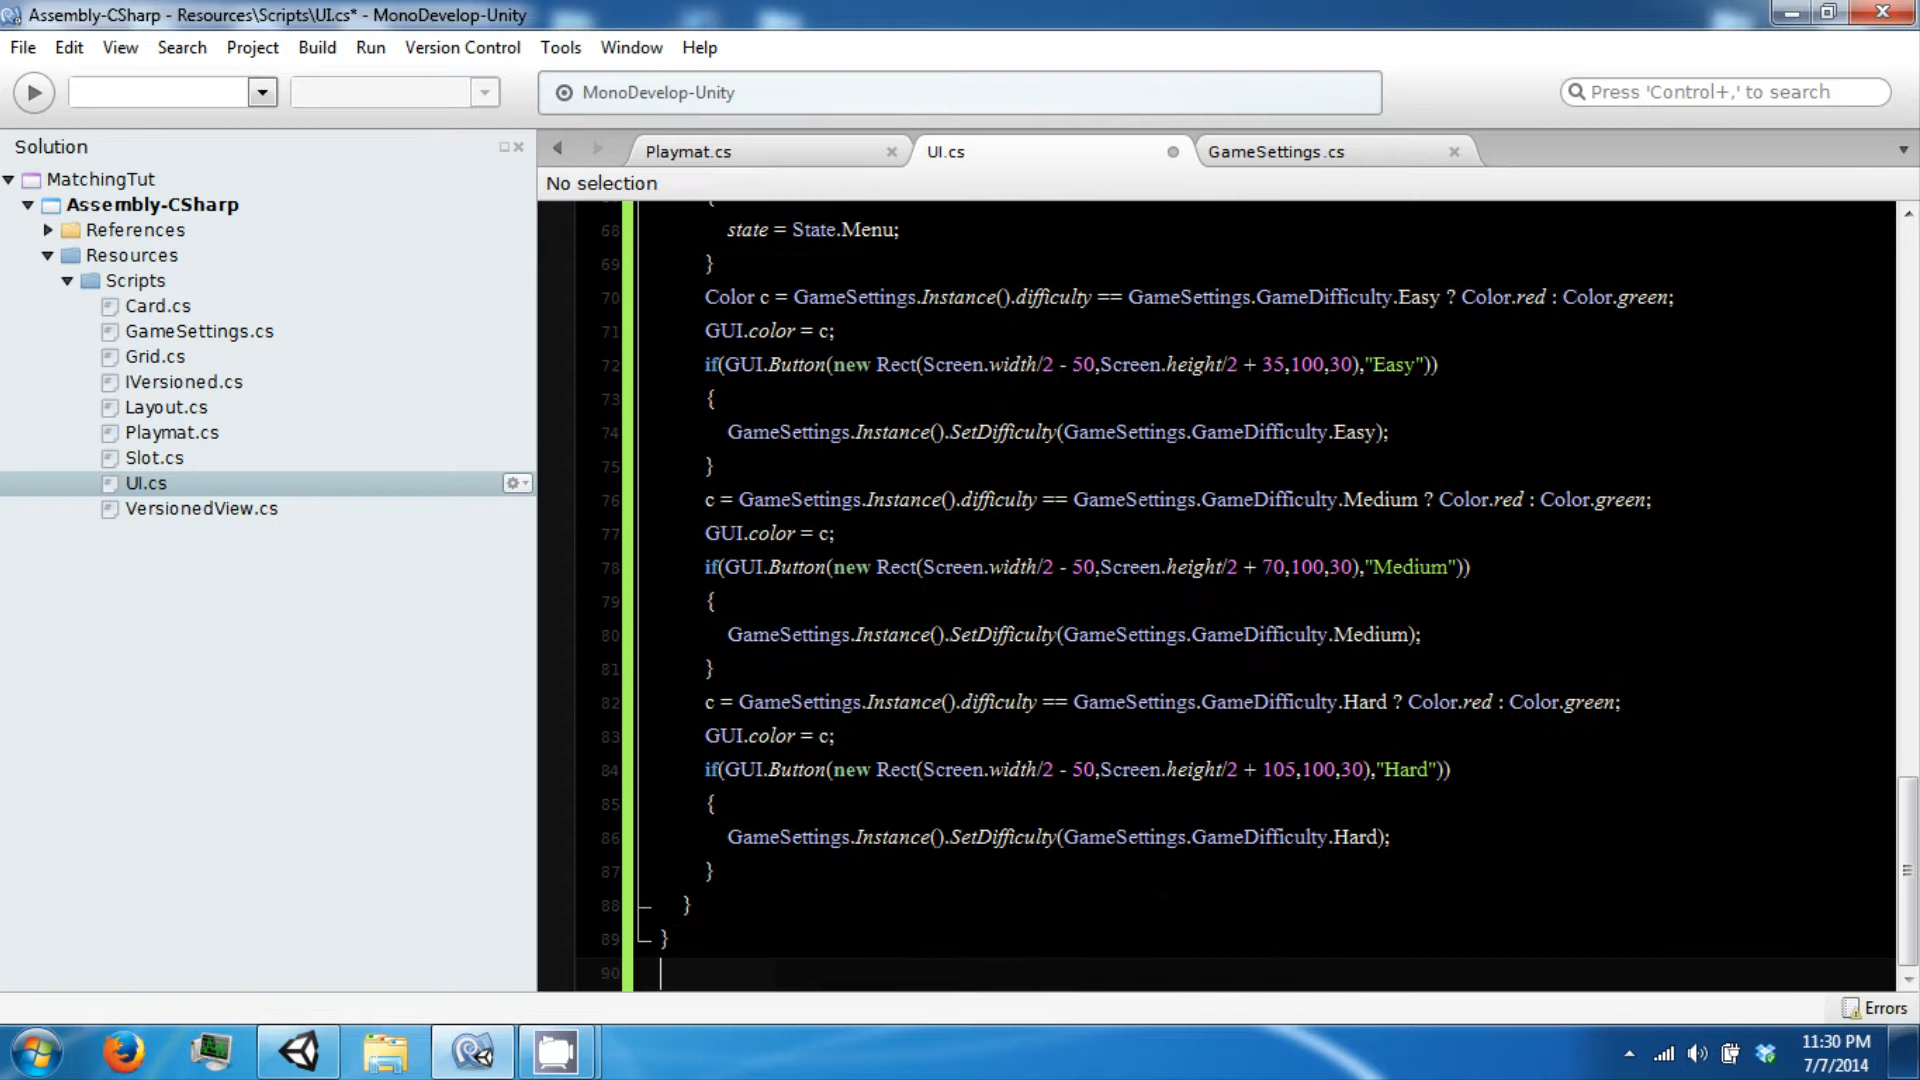 Assembly-CSharp - Resources\Scripts\UI.cs* - MonoDevelop-Unity
File Edit View Search Project Build Run Version Control Tools Window Help
MonoDevelop-Unity
Press 'Control+,' to search
Solution
MatchingTut
Assembly-CSharp
References
Resources
Scripts
Card.cs
GameSettings.cs
Grid.cs
IVersioned.cs
Layout.cs
Playmat.cs
Slot.cs
UI.cs
VersionedView.cs
Playmat.cs UI.cs GameSettings.cs
No selection
{
68 state = State.Menu;
69 }
70 Color c = GameSettings.Instance().difficulty == GameSettings.GameDifficulty.Easy ? Color.red : Color.green;
71 GUI.color = c;
72 if(GUI.Button(new Rect(Screen.width/2 - 50,Screen.height/2 + 35,100,30),"Easy"))
73 {
74 GameSettings.Instance().SetDifficulty(GameSettings.GameDifficulty.Easy);
75 }
76 c = GameSettings.Instance().difficulty == GameSettings.GameDifficulty.Medium ? Color.red : Color.green;
77 GUI.color = c;
78 if(GUI.Button(new Rect(Screen.width/2 - 50,Screen.height/2 + 70,100,30),"Medium"))
79 {
80 GameSettings.Instance().SetDifficulty(GameSettings.GameDifficulty.Medium);
81 }
82 c = GameSettings.Instance().difficulty == GameSettings.GameDifficulty.Hard ? Color.red : Color.green;
83 GUI.color = c;
84 if(GUI.Button(new Rect(Screen.width/2 - 50,Screen.height/2 + 105,100,30),"Hard"))
85 {
86 GameSettings.Instance().SetDifficulty(GameSettings.GameDifficulty.Hard);
87 }
88 }
89 }
90
Errors
11:30 PM
7/7/2014